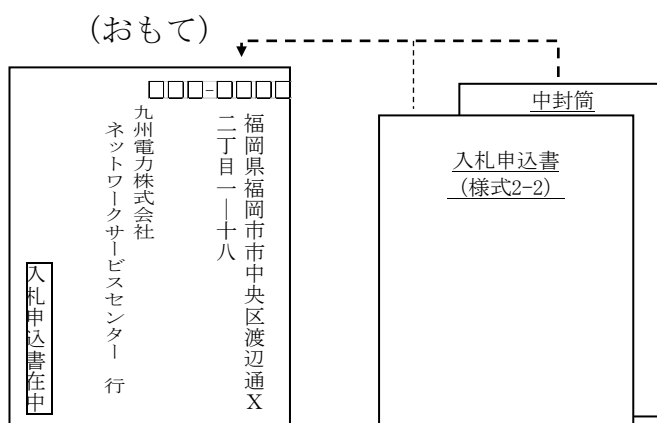 (おもて)
□□□-□□□□
福岡県福岡市市中央区渡辺通X
二丁目一―十八
九州電力株式会社
ネットワークサービスセンター 行
入札申込書在中
中封筒
入札申込書
(様式2-2)